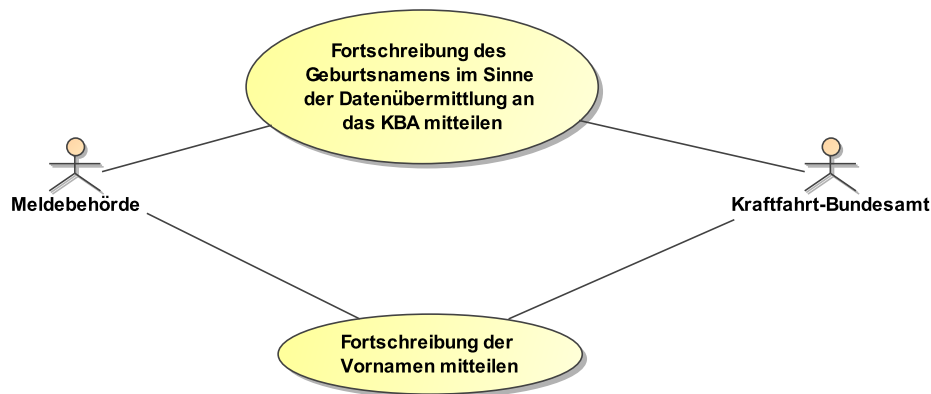 Fortschreibung des
Geburtsnamens im Sinne
der Datenübermittlung an
das KBA mitteilen
Meldebehörde
Kraftfahrt-Bundesamt
Fortschreibung der
Vornamen mitteilen